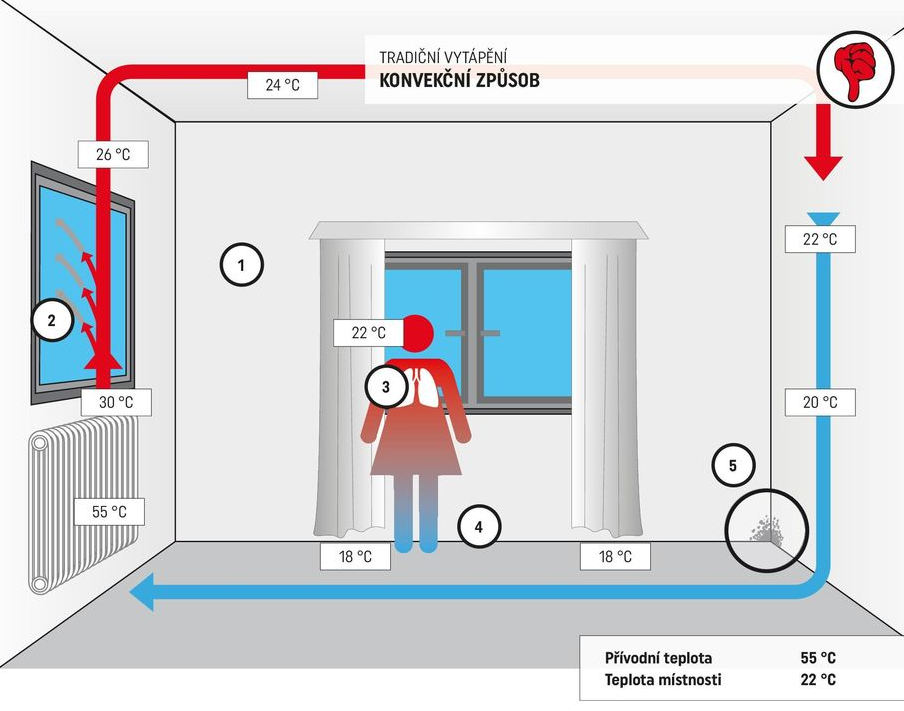 TRADIČNÍ VYTÁPĚNÍ
KONVEKČNÍ ZPŮSOB
24 °C
26 °C
22 °C
1
2
22 °C
3
30 °C
20 °C
5
55 °C
4
18 °C
18 °C
Přívodní teplota 55 °C
Teplota místnosti 22 °C